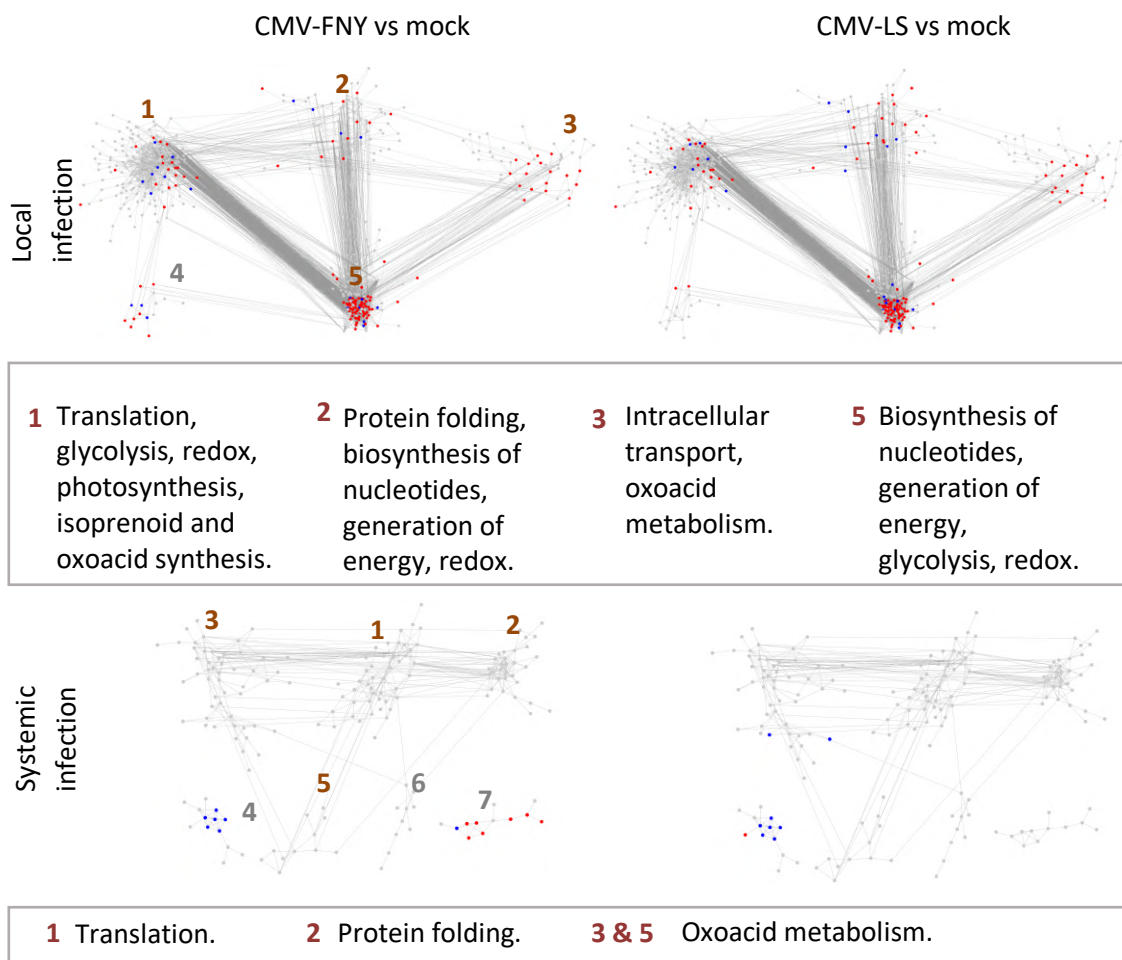 CMV-FNY vs mock
CMV-LS vs mock
Local
infection
1
2
3
4
5
1 Translation,
glycolysis, redox,
photosynthesis,
isoprenoid and
oxoacid synthesis.
2 Protein folding,
biosynthesis of
nucleotides,
generation of
energy, redox.
3 Intracellular
transport,
oxoacid
metabolism.
5 Biosynthesis of
nucleotides,
generation of
energy,
glycolysis, redox.
Systemic
infection
3
1
2
5
6
4
7
1 Translation.
2 Protein folding.
3 & 5 Oxoacid metabolism.